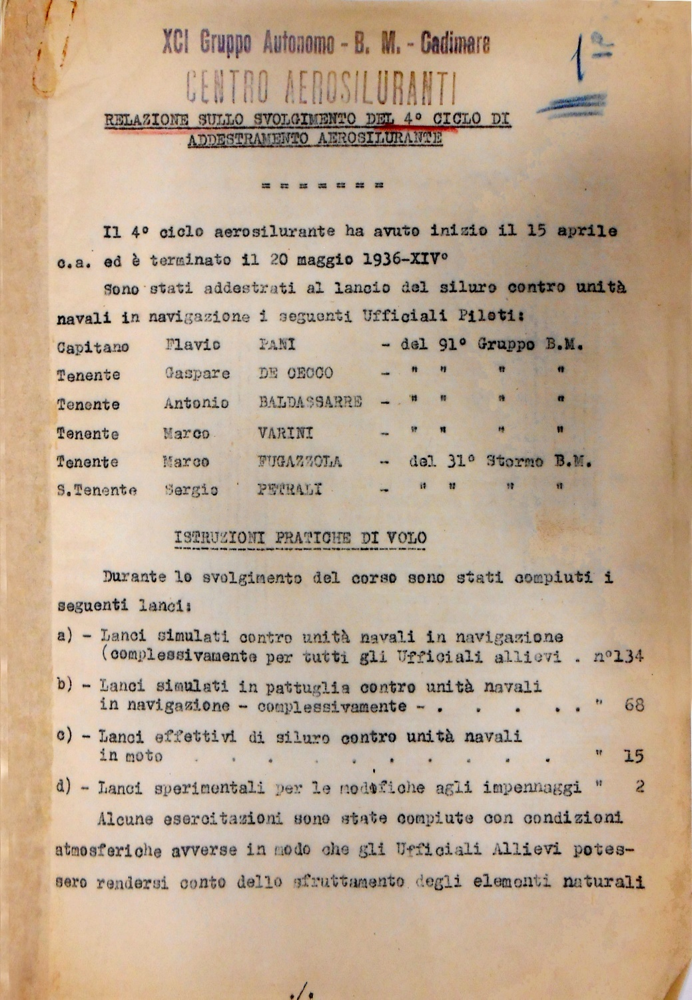 XCI Gruppo Autonomo - B. M. - Cadimare
1ª
CENTRO AEROSILURANTI
RELAZIONE SULLO SVOLGIMENTO DEL 4° CICLO DI
ADDESTRAMENTO AEROSILURANTE
= = = = = = =
Il 4° ciclo aerosilurante ha avuto inizio il 15 aprile
c.a. ed è terminato il 20 maggio 1936-XIV°
Sono stati addestrati al lancio del siluro contro unità
navali in navigazione i seguenti Ufficiali Piloti:
Capitano Flavio PANI - del 91° Gruppo B.M.
Tenente Gaspare DE CECCO - " " " "
Tenente Antonio BALDASSARRE - " " " "
Tenente Marco VARINI - " " " "
Tenente Marco FUGAZZOLA - del 31° Stormo B.M.
S.Tenente Sergio PETRALI - " " " "
ISTRUZIONI PRATICHE DI VOLO
Durante lo svolgimento del corso sono stati compiuti i
seguenti lanci:
a) - Lanci simulati contro unità navali in navigazione
(complessivamente per tutti gli Ufficiali allievi . n°134
b) - Lanci simulati in pattuglia contro unità navali
in navigazione - complessivamente - . . . . . " 68
c) - Lanci effettivi di siluro contro unità navali
in moto . . . . . . . . . . " 15
d) - Lanci sperimentali per le modifiche agli impennaggi " 2
Alcune esercitazioni sono state compiute con condizioni
atmosferiche avverse in modo che gli Ufficiali Allievi potes-
sero rendersi conto dello sfruttamento degli elementi naturali
./.